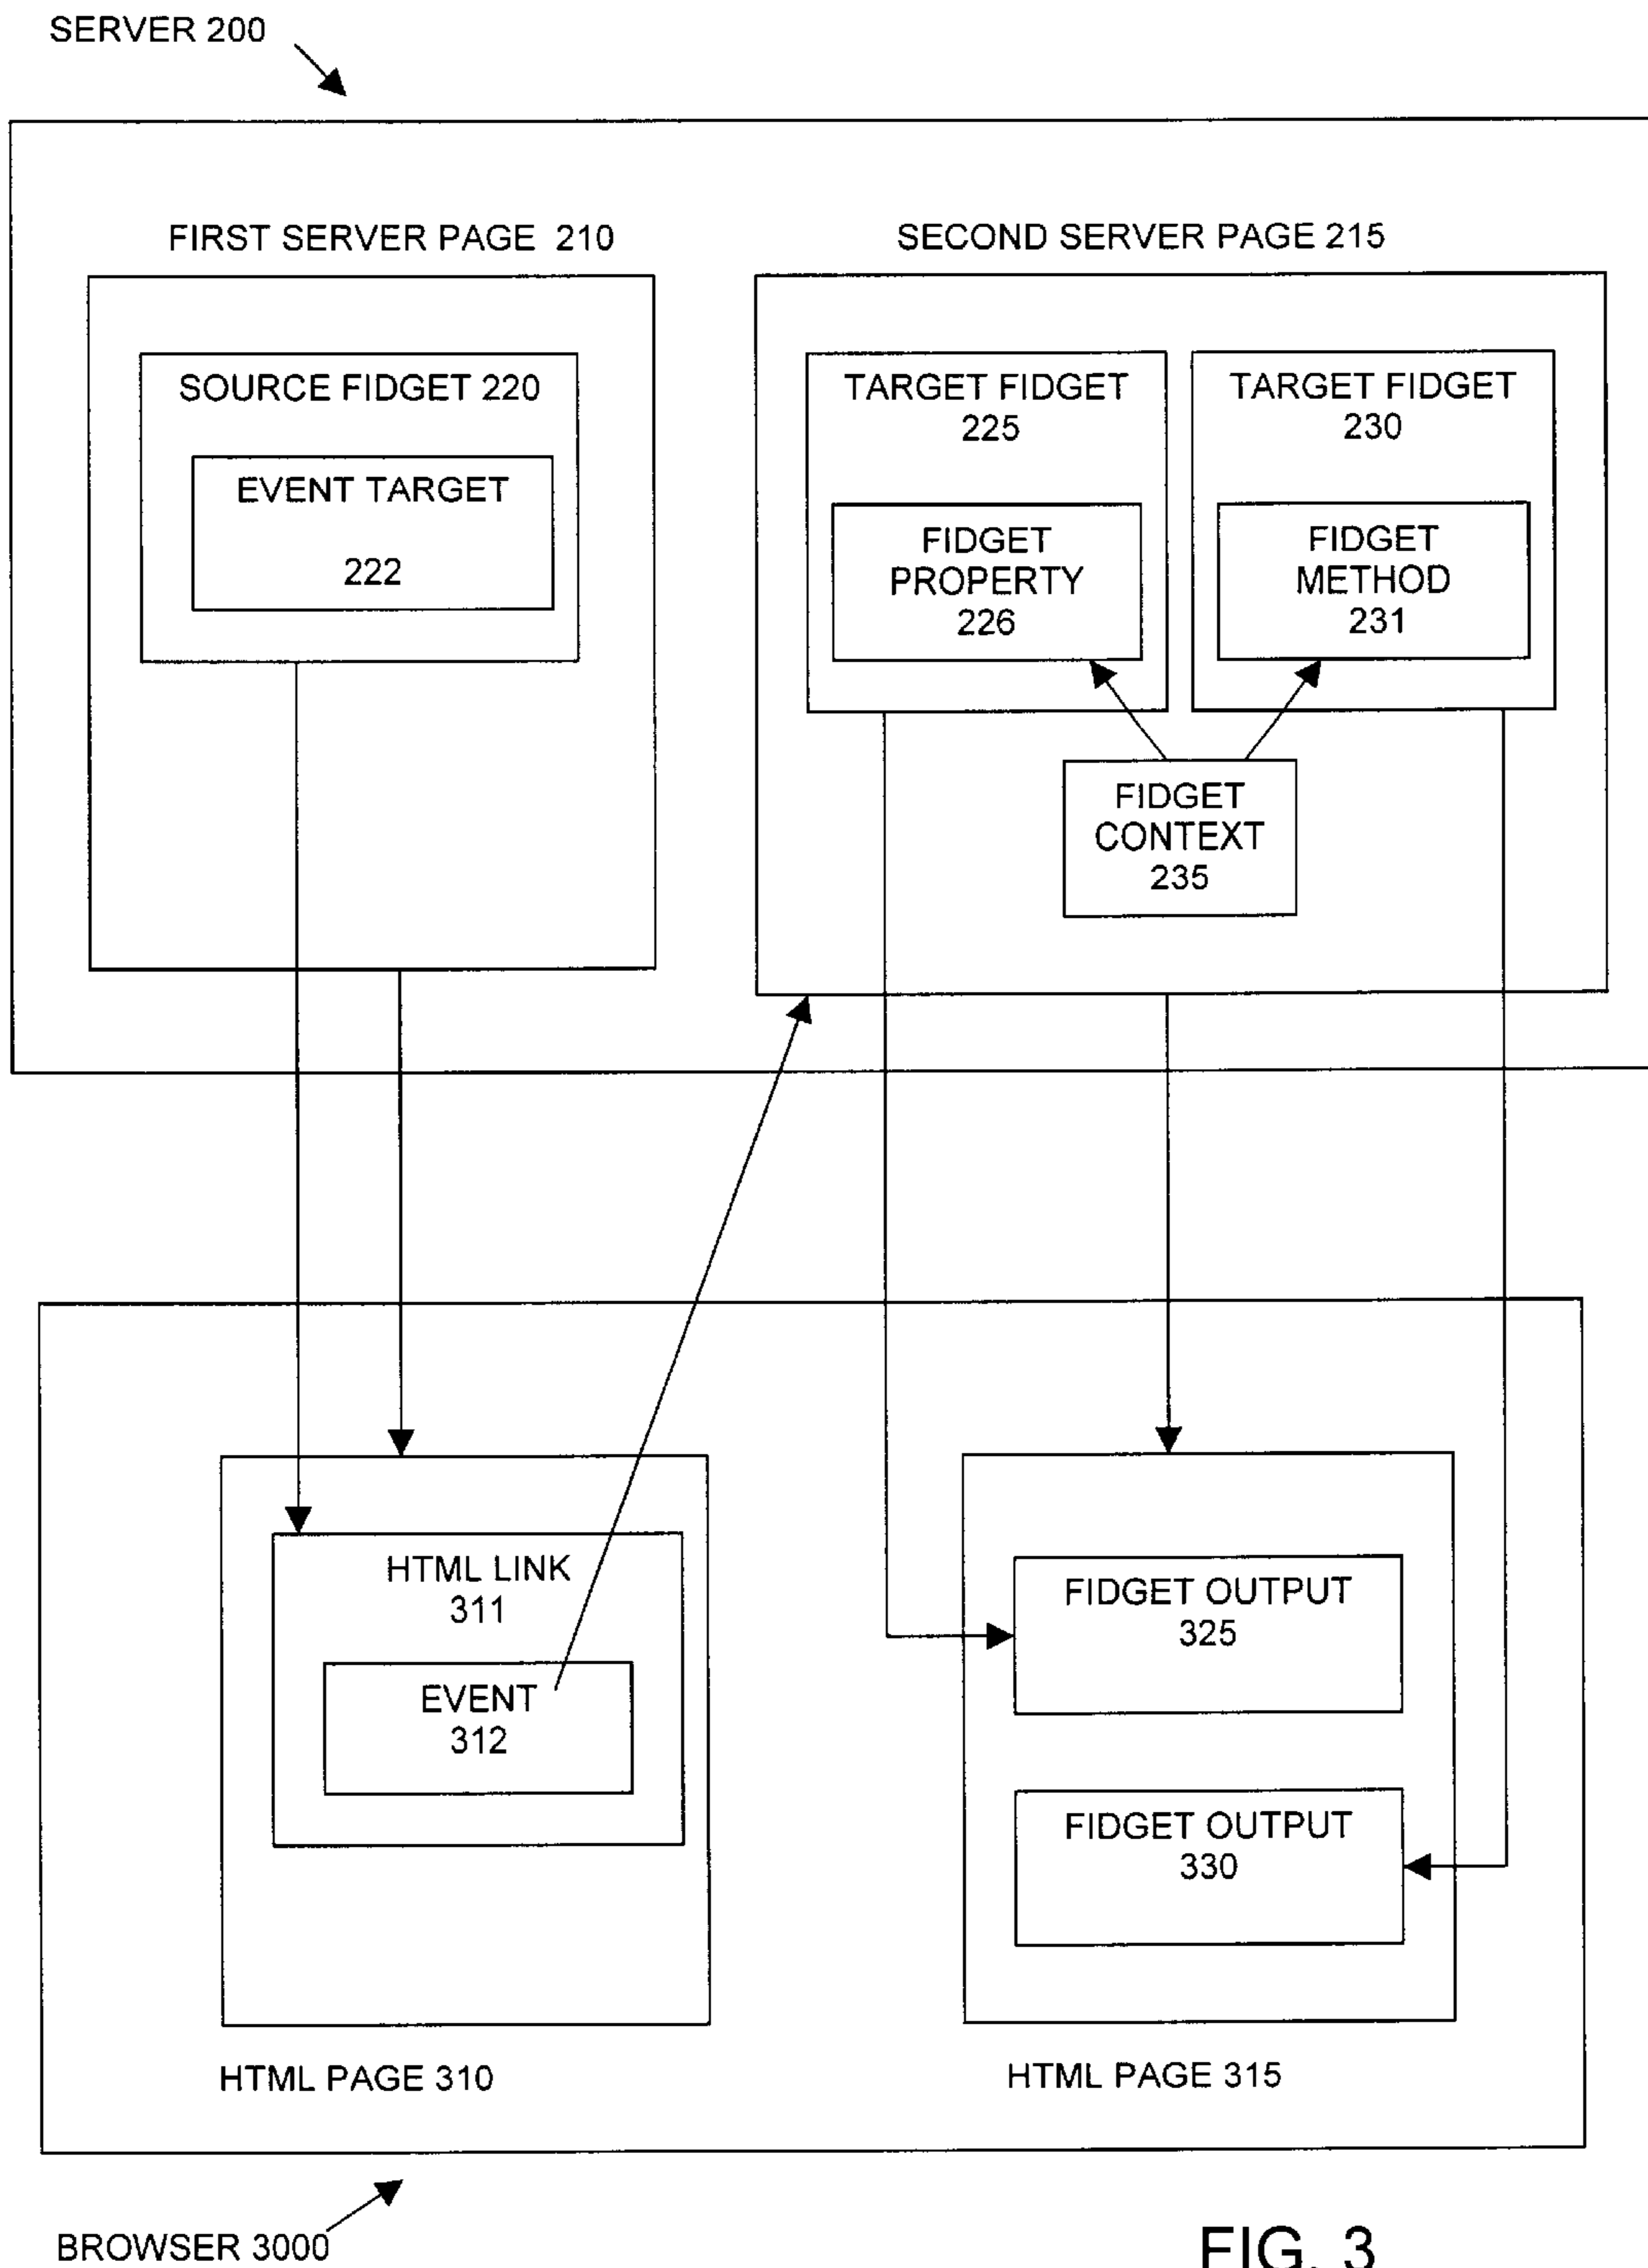 SERVER 200
FIRST SERVER PAGE 210
SECOND SERVER PAGE 215
SOURCE FIDGET 220
EVENT TARGET
222
TARGET FIDGET
225
FIDGET
PROPERTY
226
TARGET FIDGET
230
FIDGET
METHOD
231
FIDGET
CONTEXT
235
HTML LINK
311
EVENT
312
FIDGET OUTPUT
325
FIDGET OUTPUT
330
HTML PAGE 310
HTML PAGE 315
BROWSER 3000
FIG. 3